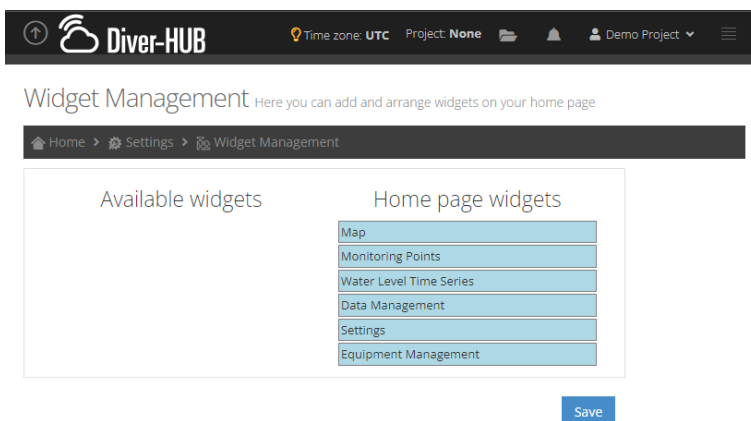 Diver-HUB Time zone: UTC Project: None Demo Project
Widget Management Here you can add and arrange widgets on your home page
Home > Settings > Widget Management
Available widgets Home page widgets
Map
Monitoring Points
Water Level Time Series
Data Management
Settings
Equipment Management
Save